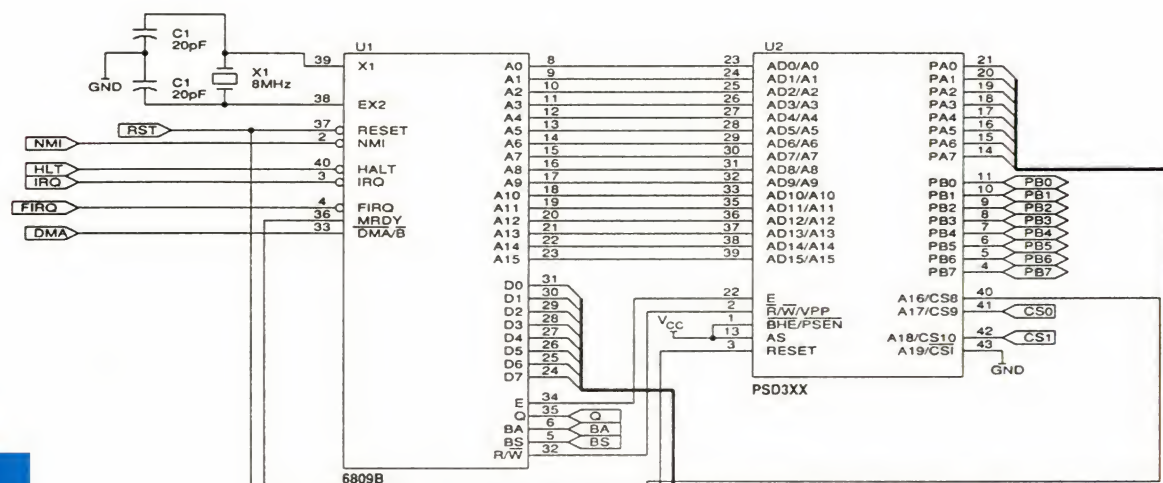 C1
20pF
GND
C1
20pF
X1
8MHz
RST
NMI
HLT
IRQ
FIRQ
DMA
39
38
37
2
40
3
4
36
33
U1
X1
EX2
RESET
NMI
HALT
IRQ
FIRQ
MRDY
DMA/B
A0
A1
A2
A3
A4
A5
A6
A7
A8
A9
A10
A11
A12
A13
A14
A15
D0
D1
D2
D3
D4
D5
D6
D7
E
Q
BA
BS
R/W
6809B
8
9
10
11
12
13
14
15
16
17
18
19
20
21
22
23
31
30
29
28
27
26
25
24
34
35
6
5
32
Q
BA
BS
VCC
23
24
25
26
27
28
29
30
31
32
33
35
36
37
38
39
22
2
1
13
3
U2
AD0/A0
AD1/A1
AD2/A2
AD3/A3
AD4/A4
AD5/A5
AD6/A6
AD7/A7
AD8/A8
AD9/A9
AD10/A10
AD11/A11
AD12/A12
AD13/A13
AD14/A14
AD15/A15
E
R/W/VPP
BHE/PSEN
AS
RESET
PA0
PA1
PA2
PA3
PA4
PA5
PA6
PA7
PB0
PB1
PB2
PB3
PB4
PB5
PB6
PB7
A16/CS8
A17/CS9
A18/CS10
A19/CSI
PSD3XX
21
20
19
18
17
16
15
14
11
10
9
8
7
6
5
4
40
41
42
43
PB0
PB1
PB2
PB3
PB4
PB5
PB6
PB7
CS0
CS1
GND